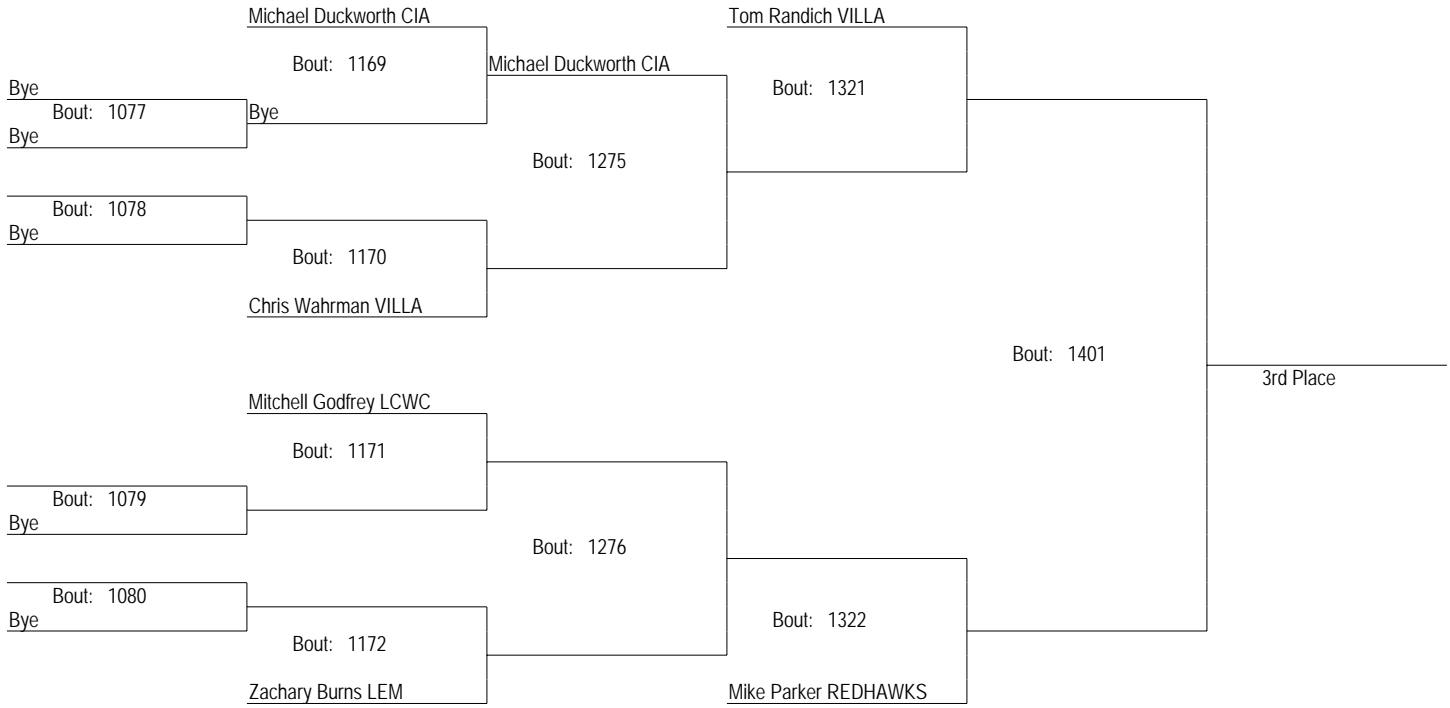 Michael Duckworth CIA
Tom Randich VILLA
Bout: 1169
Michael Duckworth CIA
Bye
Bout: 1321
Bout: 1077
Bye
Bye
Bout: 1275
Bout: 1078
Bye
Bout: 1170
Chris Wahrman VILLA
Bout: 1401
3rd Place
Mitchell Godfrey LCWC
Bout: 1171
Bout: 1079
Bye
Bout: 1276
Bout: 1080
Bye
Bout: 1322
Bout: 1172
Zachary Burns LEM
Mike Parker REDHAWKS